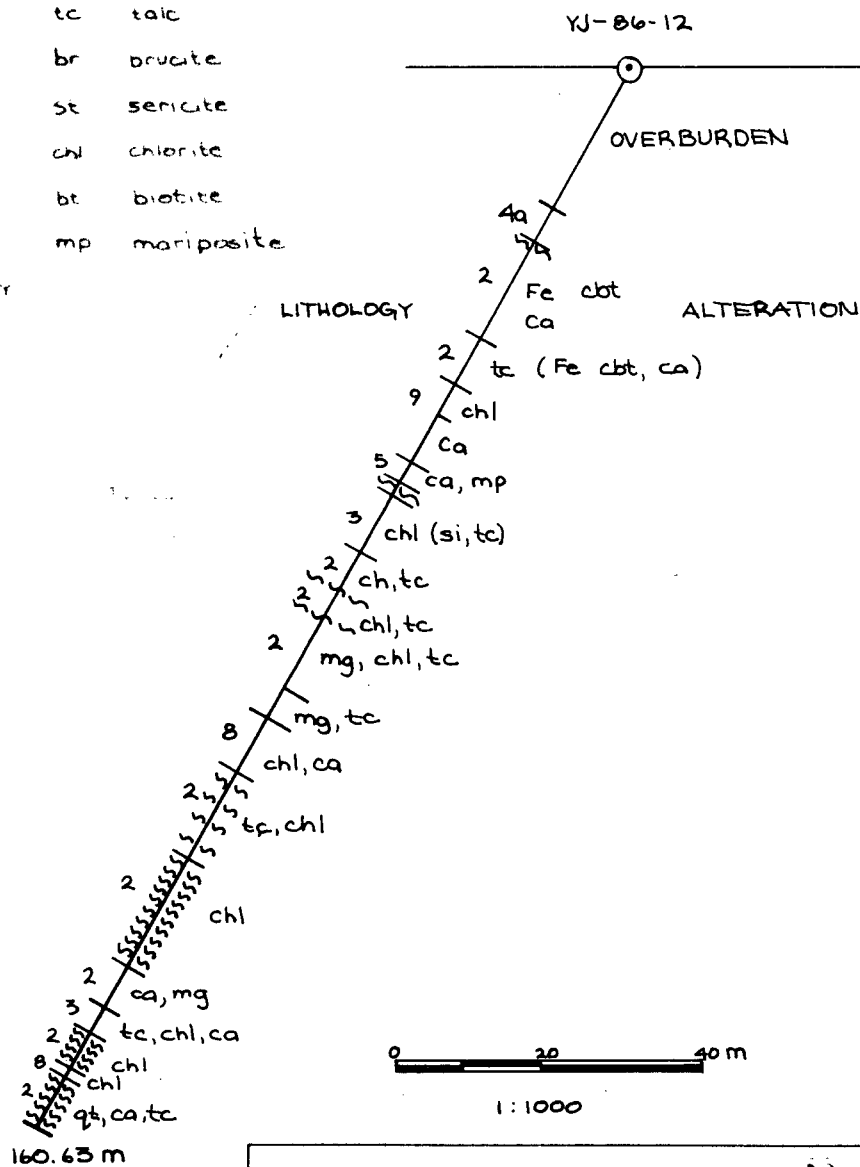 tc talc
YJ-86-12
br brucite
st sericite
OVERBURDEN
chl chlorite
bt biotite
4a
mp mariposite
2
Fe cbt
LITHOLOGY
ALTERATION
Ca
2
tc (Fe cbt, ca)
9
chl
Ca
5
ca, mp
3
chl (si, tc)
2
ch, tc
2
chl, tc
2
mg, chl, tc
mg, tc
8
chl, ca
2
tc, chl
2
chl
2
ca, mg
3
2
tc, chl, ca
8
chl
2
chl
qt, ca, tc
0 20 40 m
1:1000
160.63 m